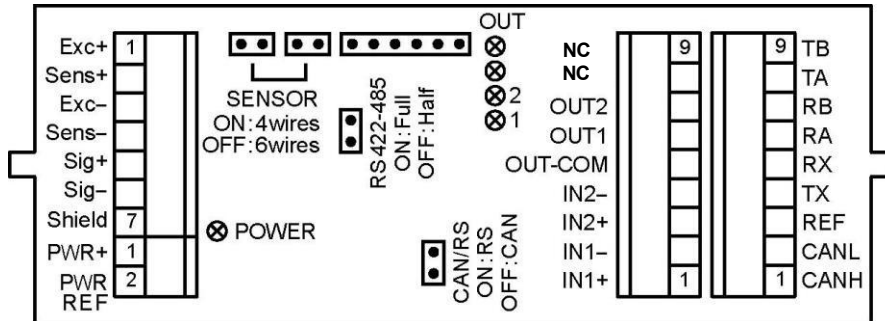 OUT
Exc+ 1
Sens+
Exc–
Sens–
Sig+
Sig–
Shield 7
PWR+ 1
PWR 2
REF
SENSOR
ON:4wires
OFF:6wires
RS422-485
ON:Full
OFF:Half
2
1
POWER
CAN/RS
ON:RS
OFF:CAN
NC 9
NC
OUT2
OUT1
OUT-COM
IN2–
IN2+
IN1–
IN1+ 1
9 TB
TA
RB
RA
RX
TX
REF
CANL
1 CANH